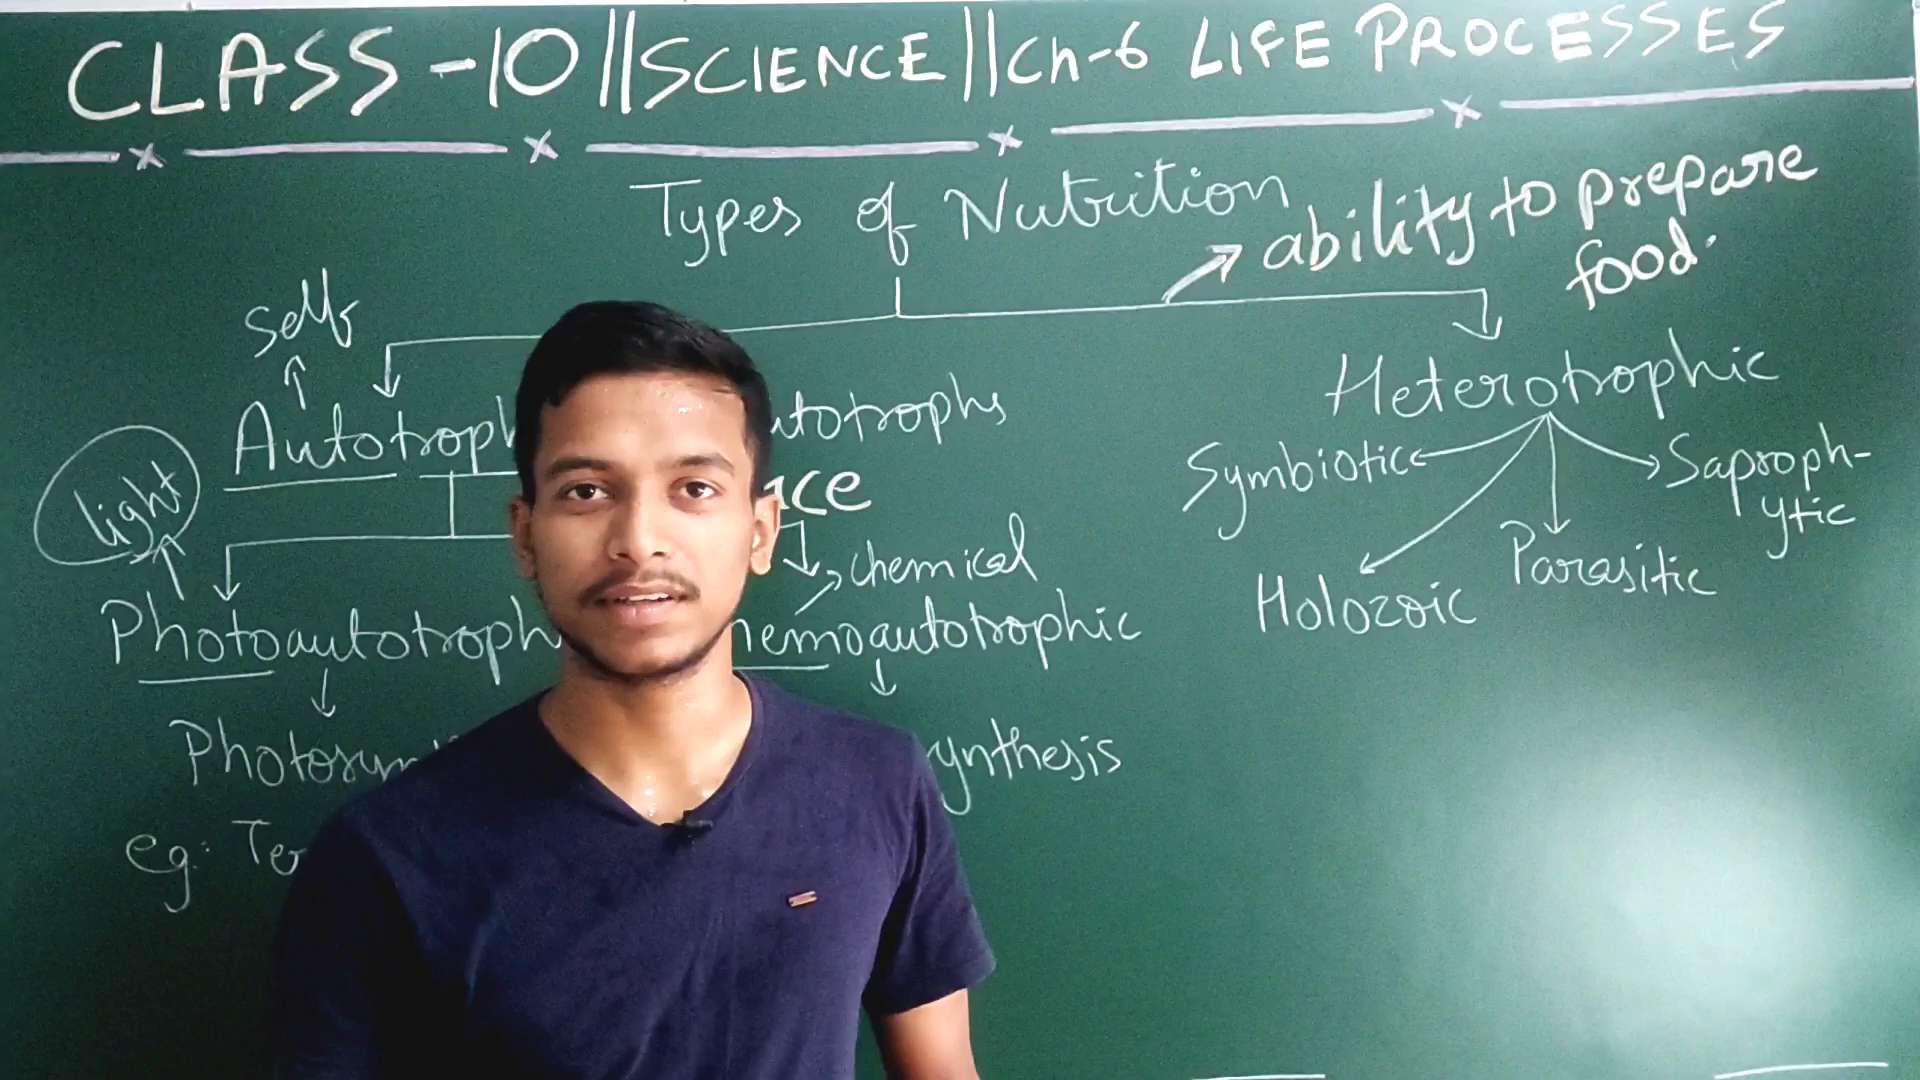 CLASS-10||SCIENCE||Ch-6 LIFE PROCESSES
Types of Nutrition
ability to prepare
food.
self
Autotroph
utotrophs
Heterotrophic
light
Symbiotic
Saproph-
ytic
chemical
Holozoic
Parasitic
Photoautotroph
hemoautotrophic
Photosyn
ynthesis
eg: